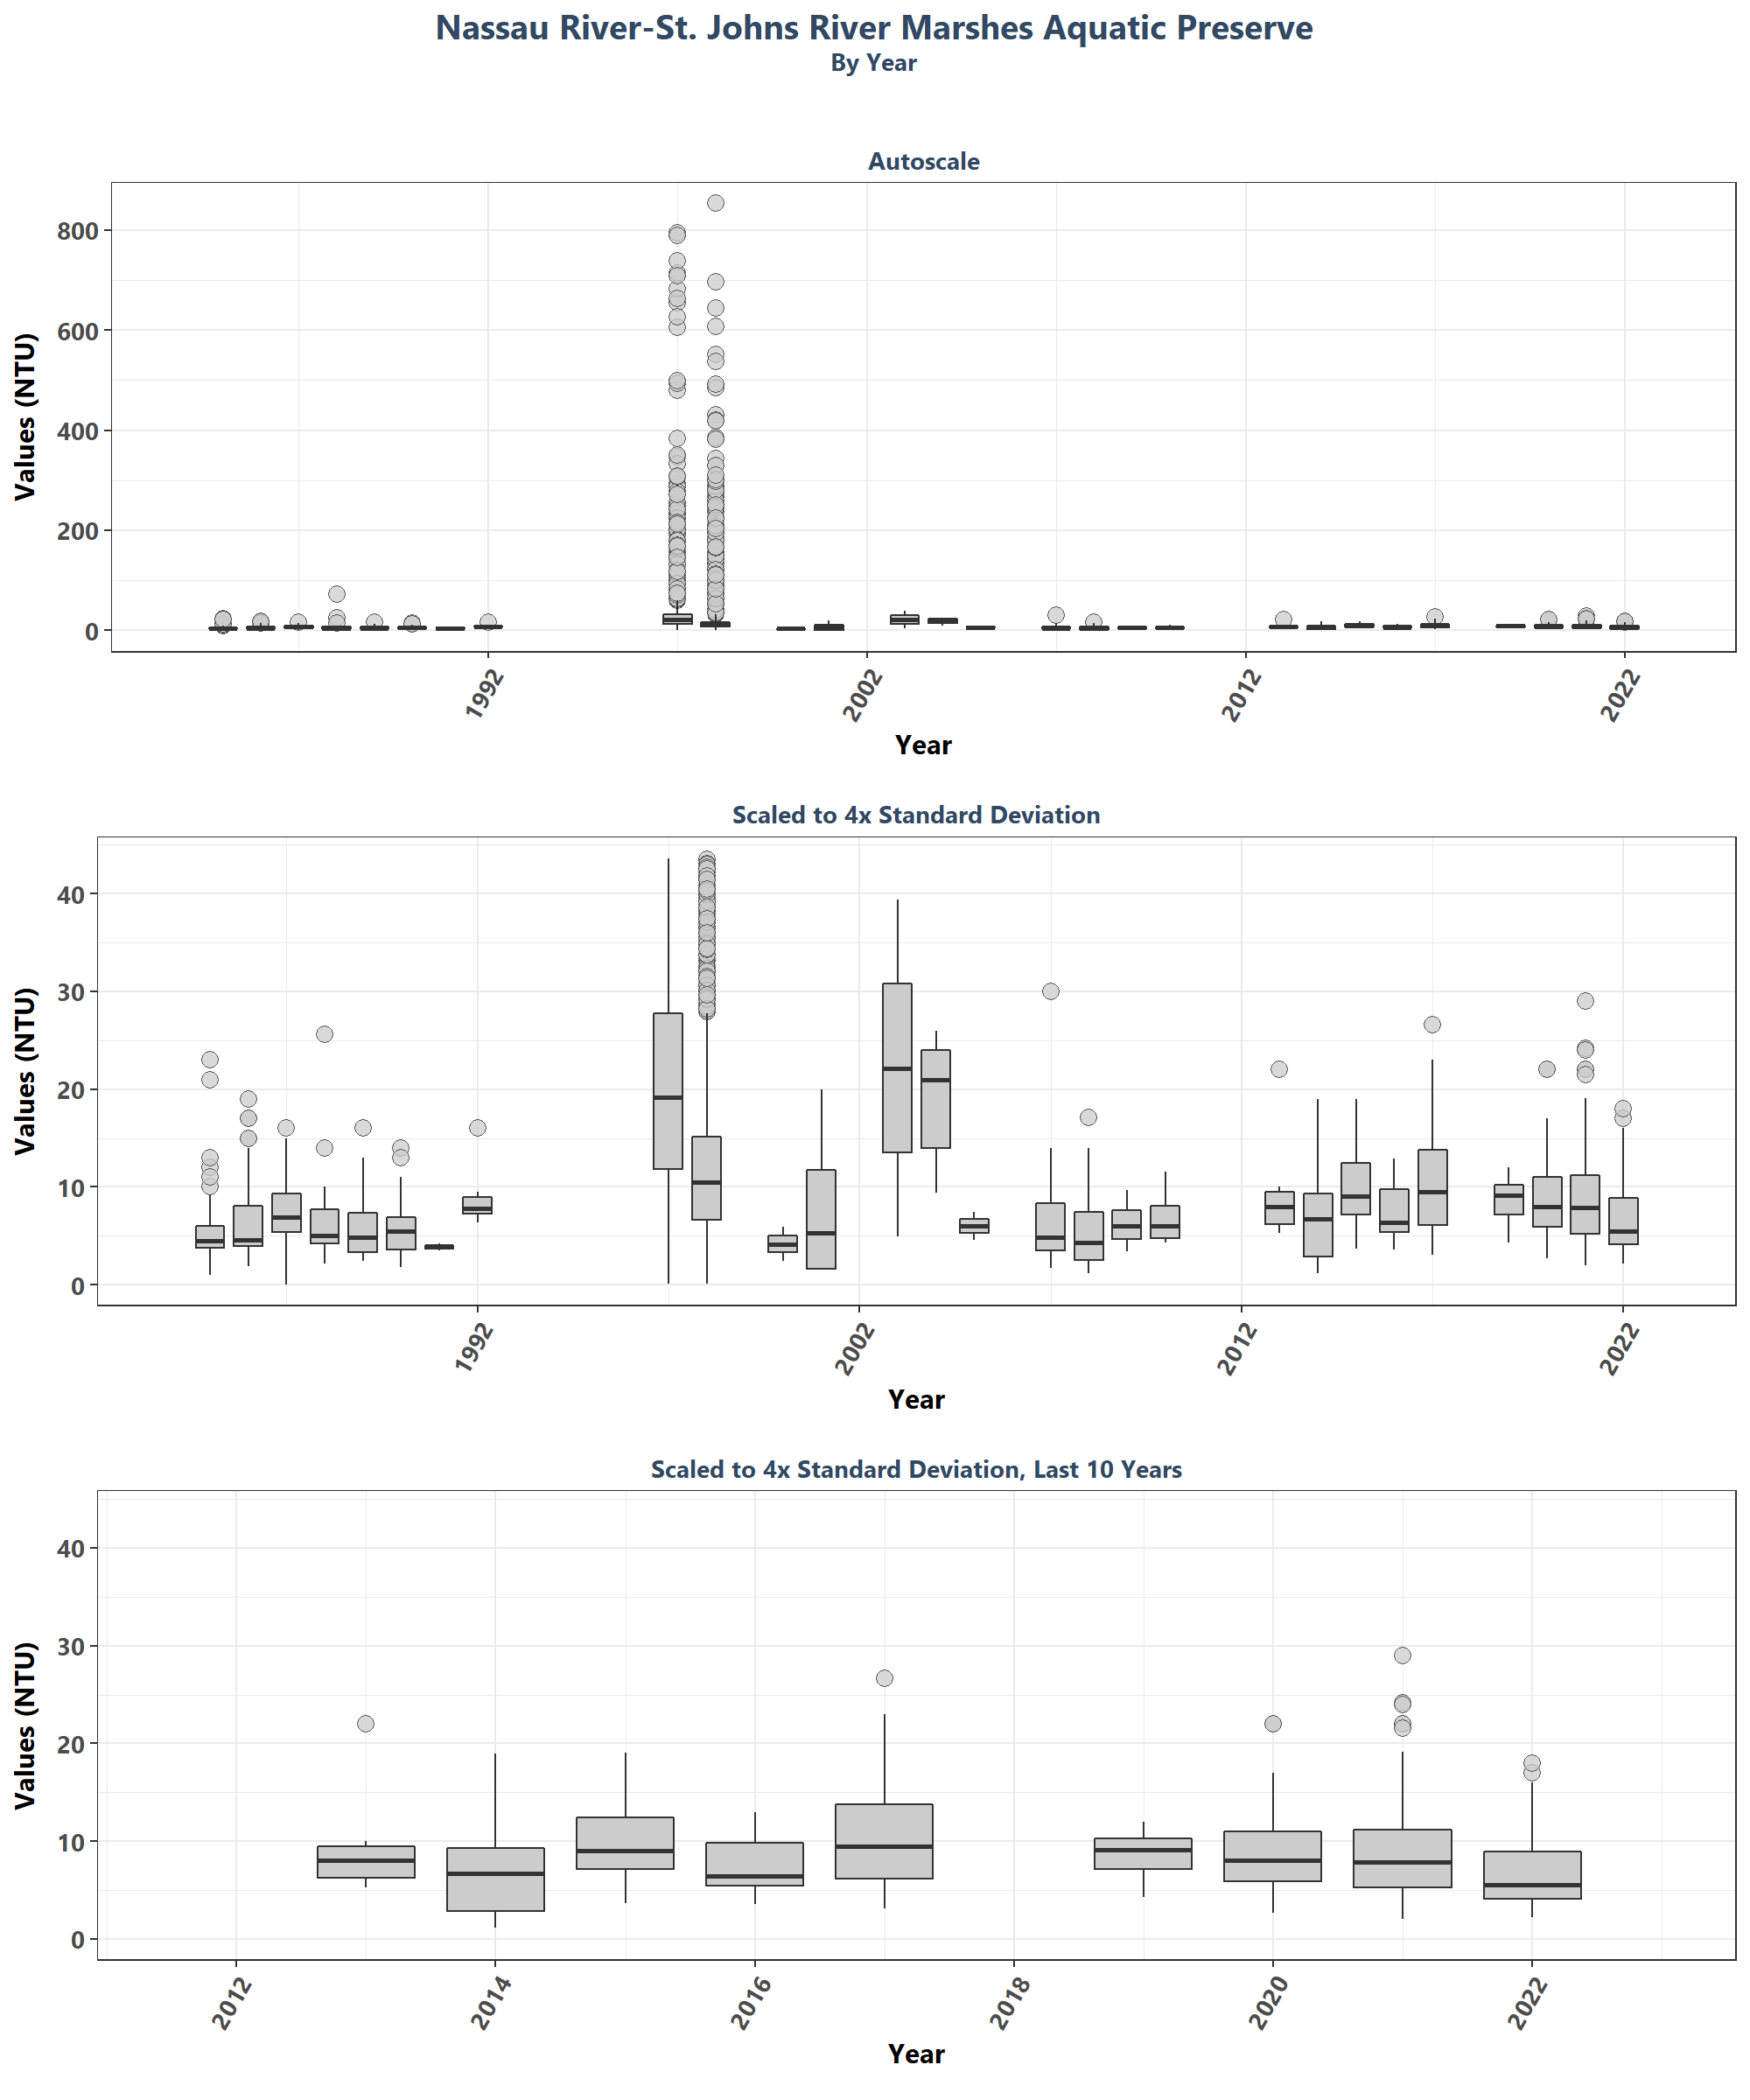 Nassau River-St. Johns River Marshes Aquatic Preserve
By Year
Autoscale
Values (NTU)
800
600
400
200
0
1992
2002
2012
2022
Year
Scaled to 4x Standard Deviation
Values (NTU)
40
30
20
10
0
1992
2002
2012
2022
Year
Scaled to 4x Standard Deviation, Last 10 Years
Values (NTU)
40
30
20
10
0
2012
2014
2016
2018
2020
2022
Year